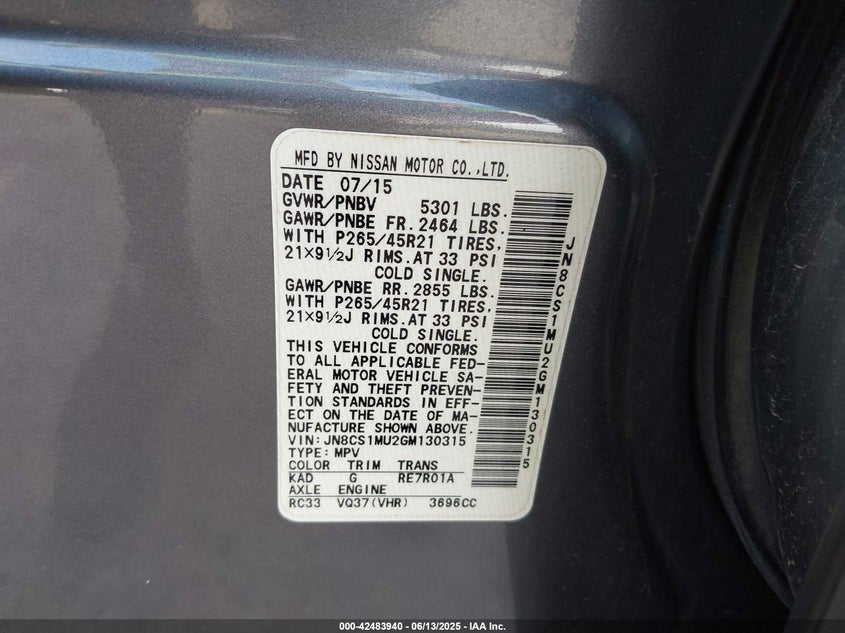 MFD BY NISSAN MOTOR CO.,LTD.
DATE 07/15
GVWR/PNBV 5301 LBS.
GAWR/PNBE FR. 2464 LBS.
WITH P265/45R21 TIRES,
21×9½J RIMS.AT 33 PSI
COLD SINGLE.
GAWR/PNBE RR. 2855 LBS.
WITH P265/45R21 TIRES,
21×9½J RIMS.AT 33 PSI
COLD SINGLE.
THIS VEHICLE CONFORMS
TO ALL APPLICABLE FED-
ERAL MOTOR VEHICLE SA-
FETY AND THEFT PREVEN-
TION STANDARDS IN EFF-
ECT ON THE DATE OF MA-
NUFACTURE SHOWN ABOVE.
VIN:JN8CS1MU2GM130315
TYPE:MPV
COLOR TRIM TRANS
KAD G RE7R01A
AXLE ENGINE
RC33 VQ37(VHR) 3696CC
JN8CS1MU2GM130315
000-42483940 - 06/13/2025 - IAA Inc.